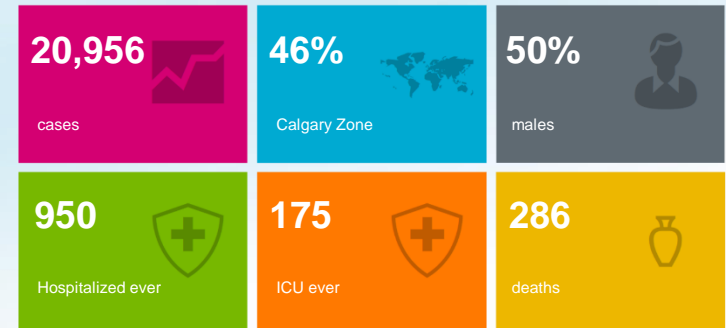 20,956
cases
46%
Calgary Zone
50%
males
950
Hospitalized ever
175
ICU ever
286
deaths